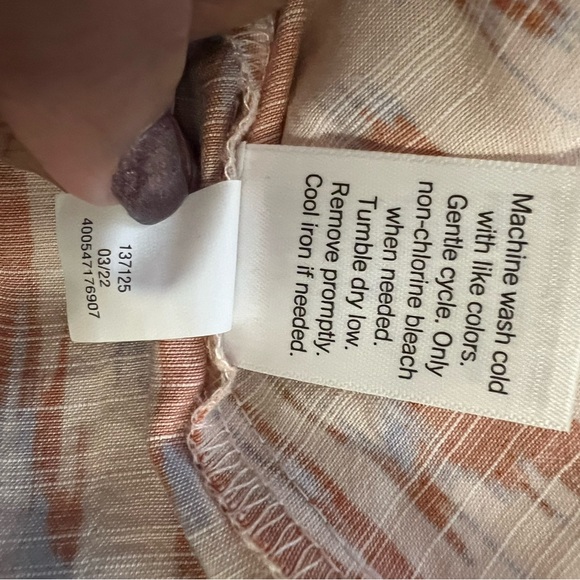 Machine wash cold
with like colors.
Gentle cycle. Only
non-chlorine bleach
when needed.
Tumble dry low.
Remove promptly.
Cool iron if needed.
137125
03/22
400547176907